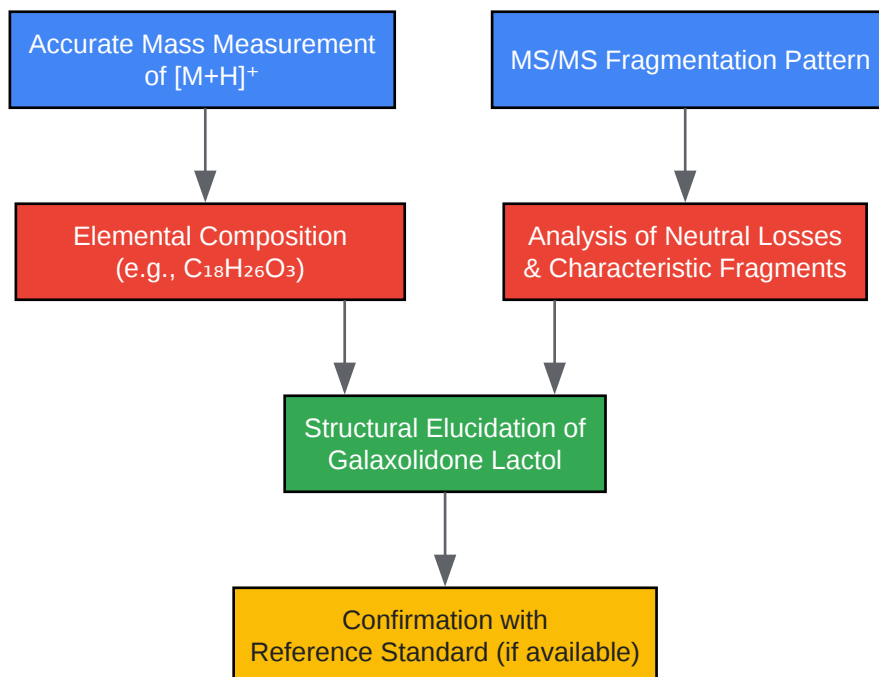 Accurate Mass Measurement
of [M+H]⁺
MS/MS Fragmentation Pattern
Elemental Composition
(e.g., C₁₈H₂₆O₃)
Analysis of Neutral Losses
& Characteristic Fragments
Structural Elucidation of
Galaxolidone Lactol
Confirmation with
Reference Standard (if available)